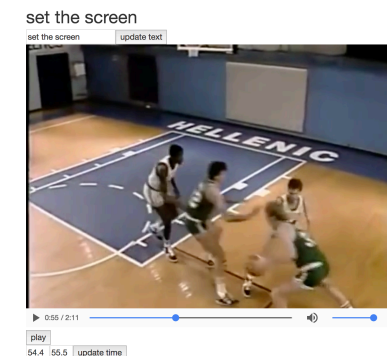 set the screen
set the screen update text
HELLENIC
0:55 / 2:11
play
54.4 55.5 update time